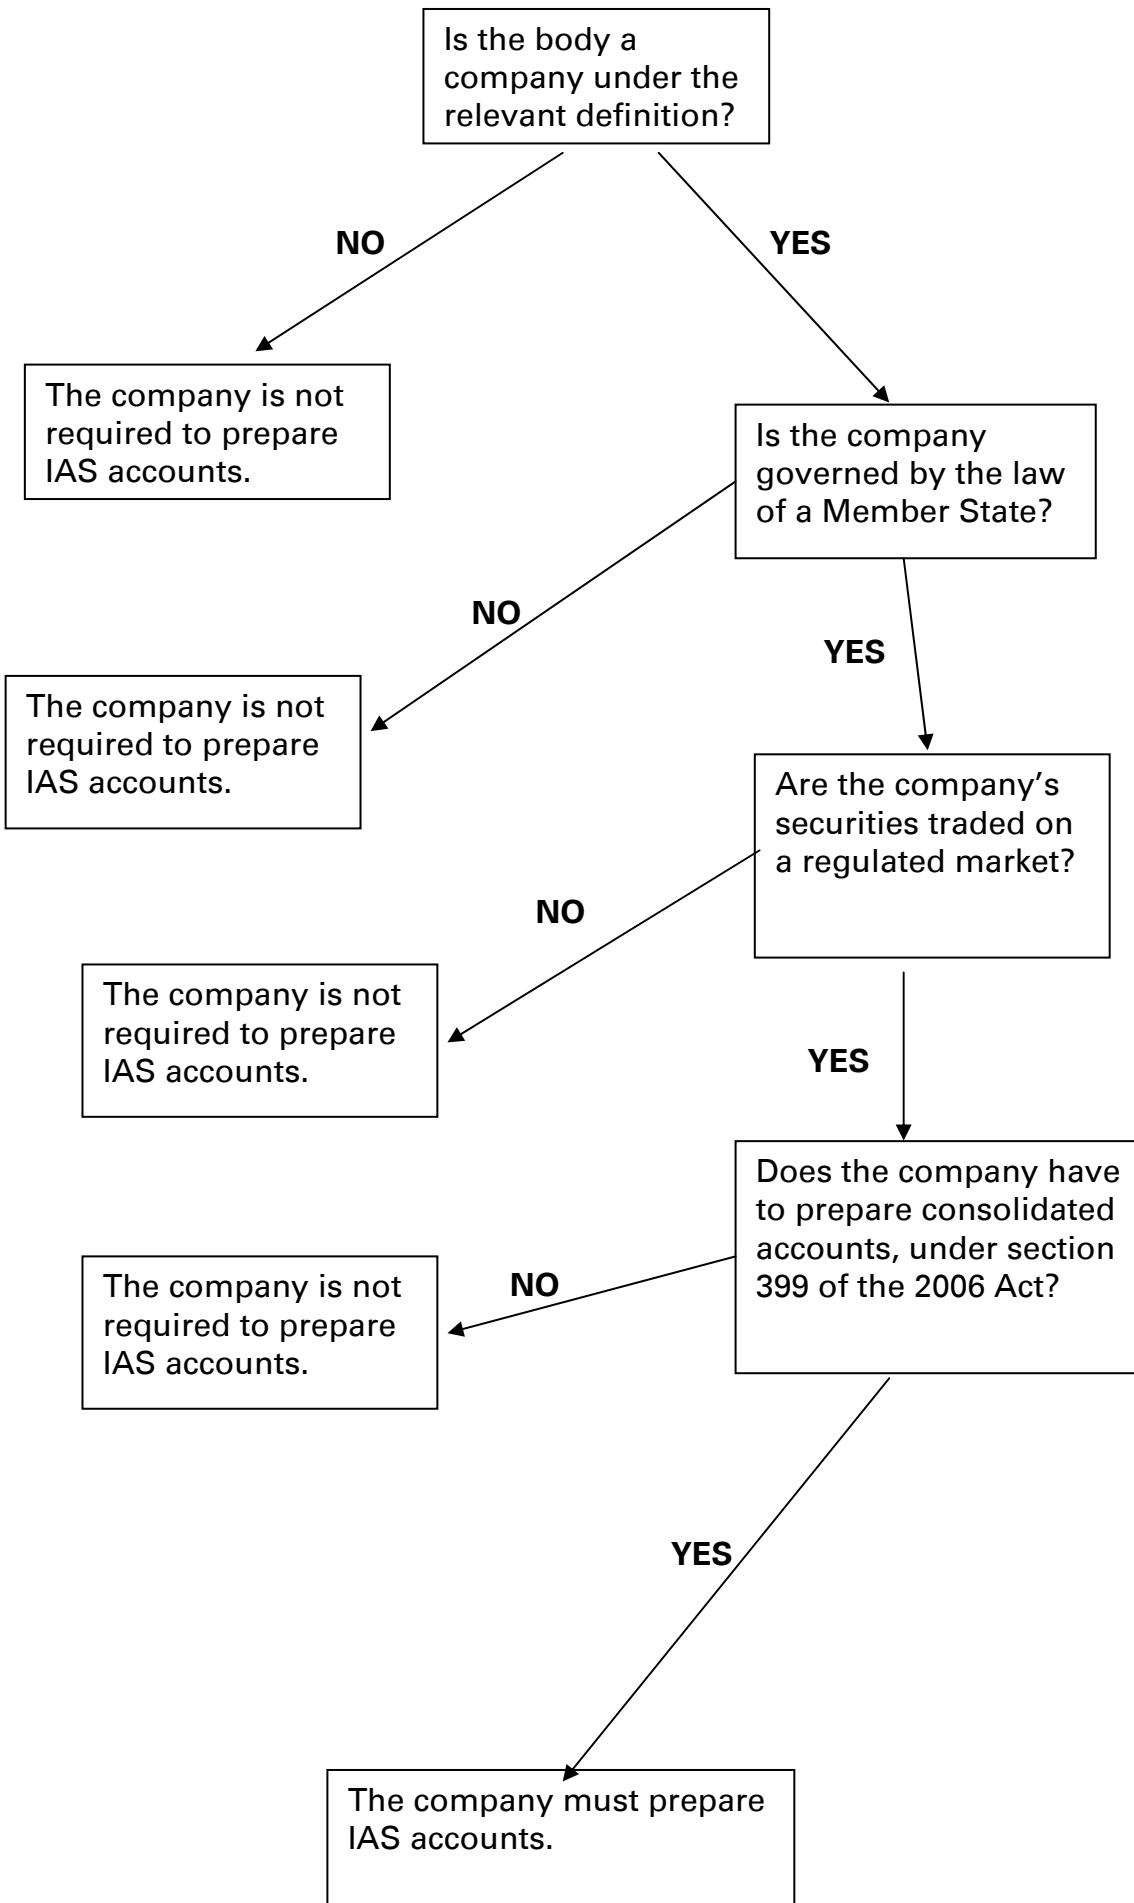 Is the body a
company under the
relevant definition?
NO
YES
The company is not
required to prepare
IAS accounts.
Is the company
governed by the law
of a Member State?
NO
YES
The company is not
required to prepare
IAS accounts.
Are the company’s
securities traded on
a regulated market?
NO
The company is not
required to prepare
IAS accounts.
YES
Does the company have
to prepare consolidated
accounts, under section
399 of the 2006 Act?
NO
The company is not
required to prepare
IAS accounts.
YES
The company must prepare
IAS accounts.